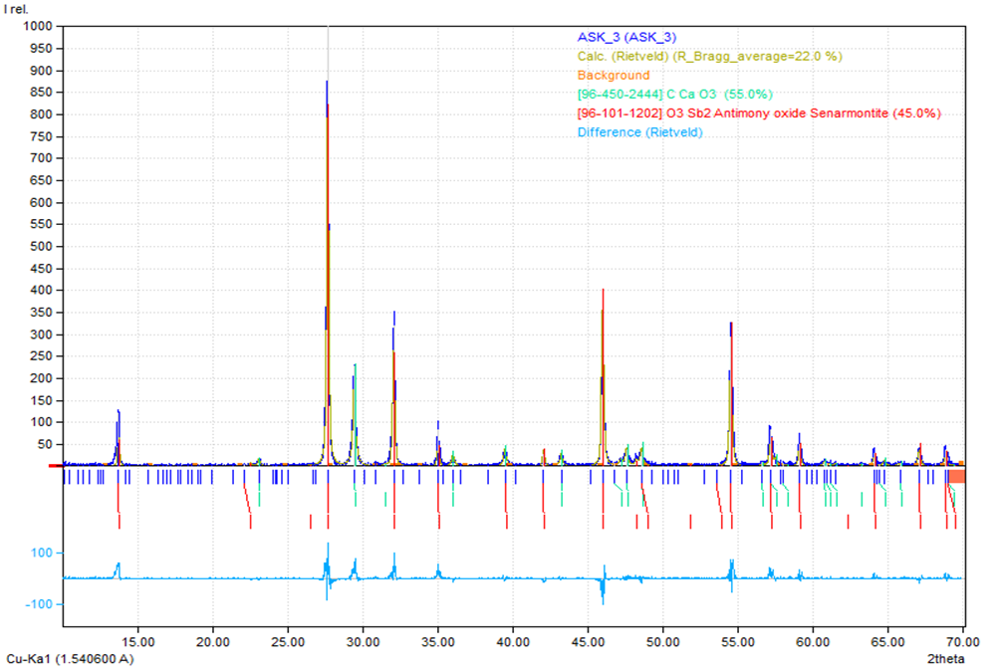 I rel.
1000
950
900
850
800
750
700
650
600
550
500
450
400
350
300
250
200
150
100
50
ASK_3 (ASK_3)
Calc. (Rietveld) (R_Bragg_average=22.0 %)
Background
[96-450-2444] C Ca O3 (55.0%)
[96-101-1202] O3 Sb2 Antimony oxide Senarmontite (45.0%)
Difference (Rietveld)
100
-100
15.00 20.00 25.00 30.00 35.00 40.00 45.00 50.00 55.00 60.00 65.00 70.00
Cu-Ka1 (1.540600 A) 2theta